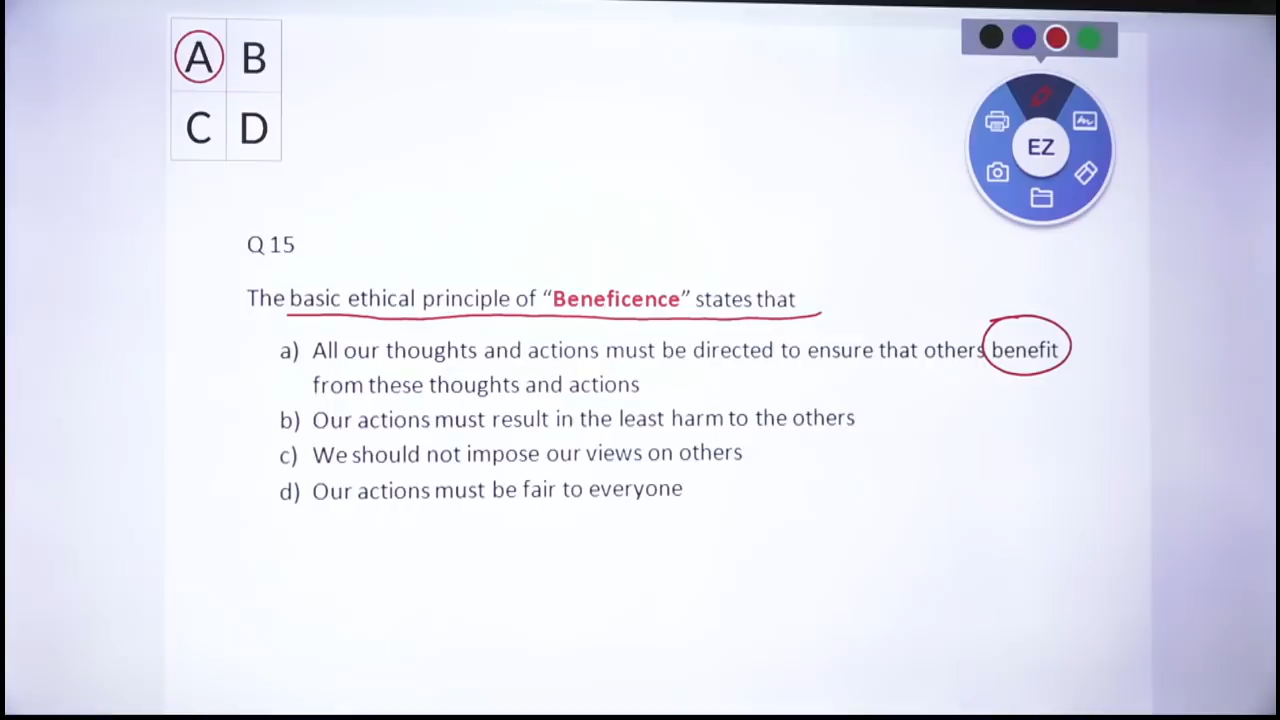 A B
C D
EZ
Q 15
The basic ethical principle of “Beneficence” states that
a) All our thoughts and actions must be directed to ensure that others benefit
from these thoughts and actions
b) Our actions must result in the least harm to the others
c) We should not impose our views on others
d) Our actions must be fair to everyone